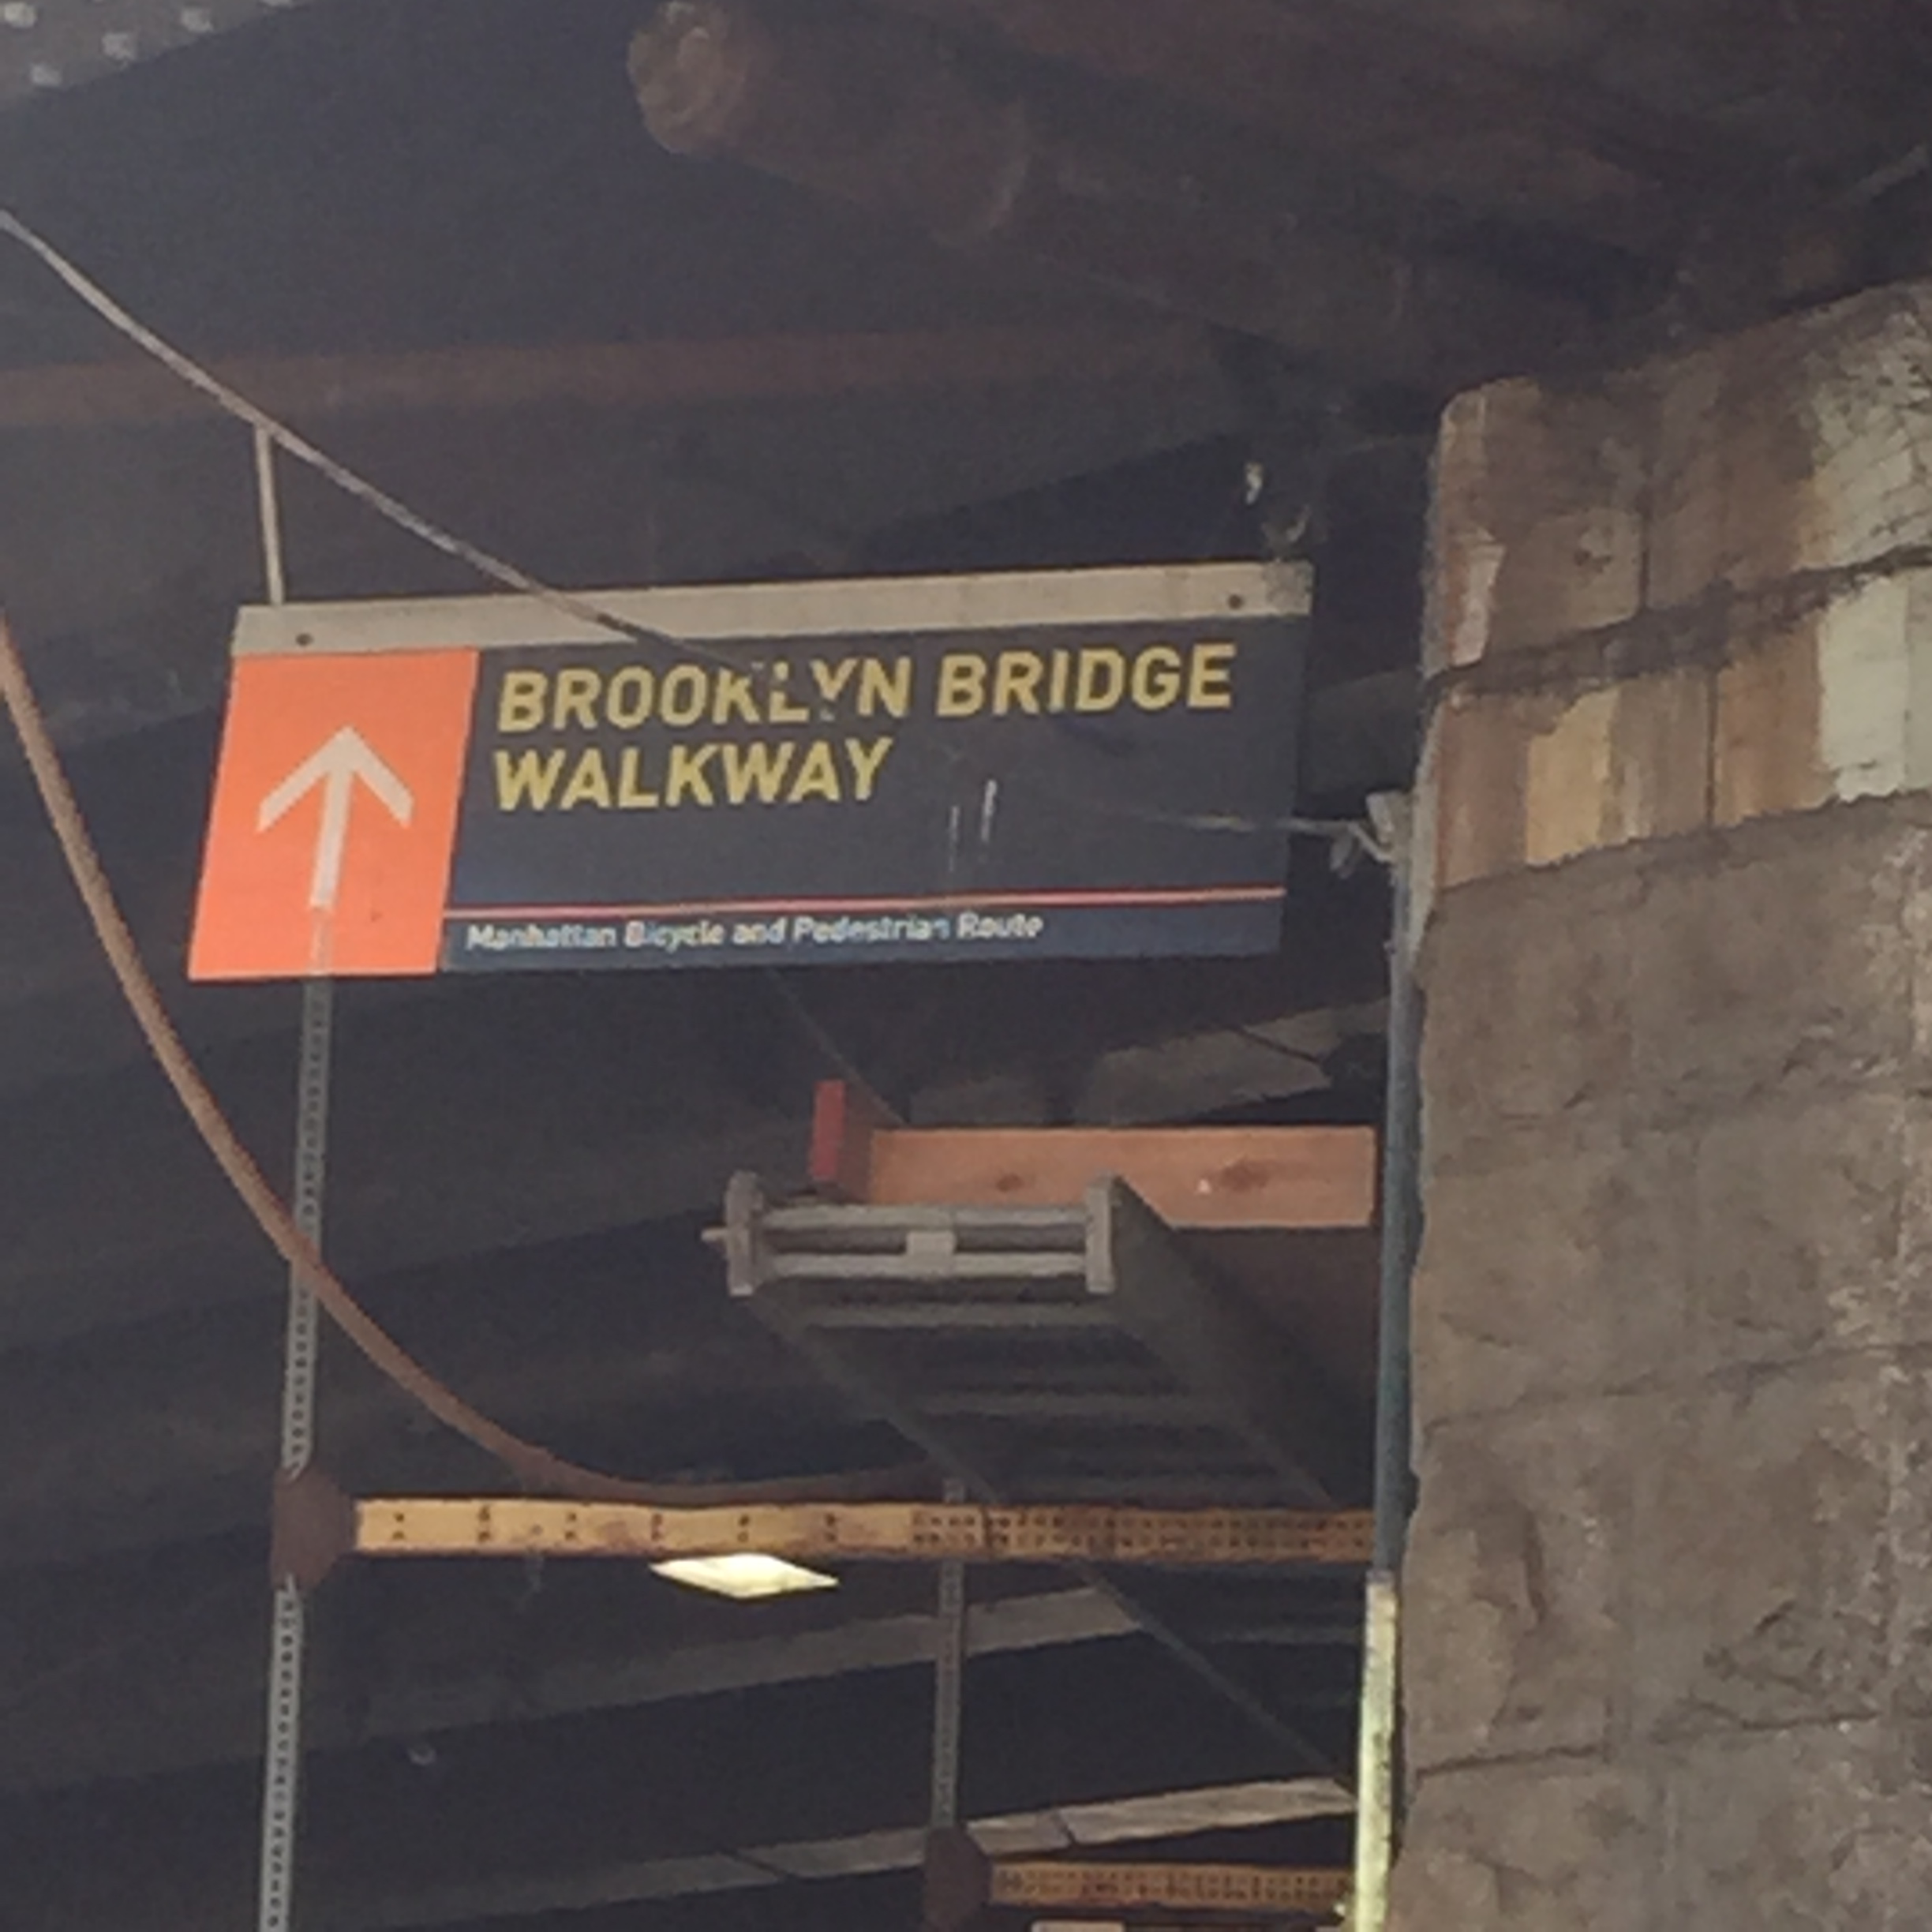 BROOKLYN BRIDGE
WALKWAY
Manhattan Bicycle and Pedestrian Route